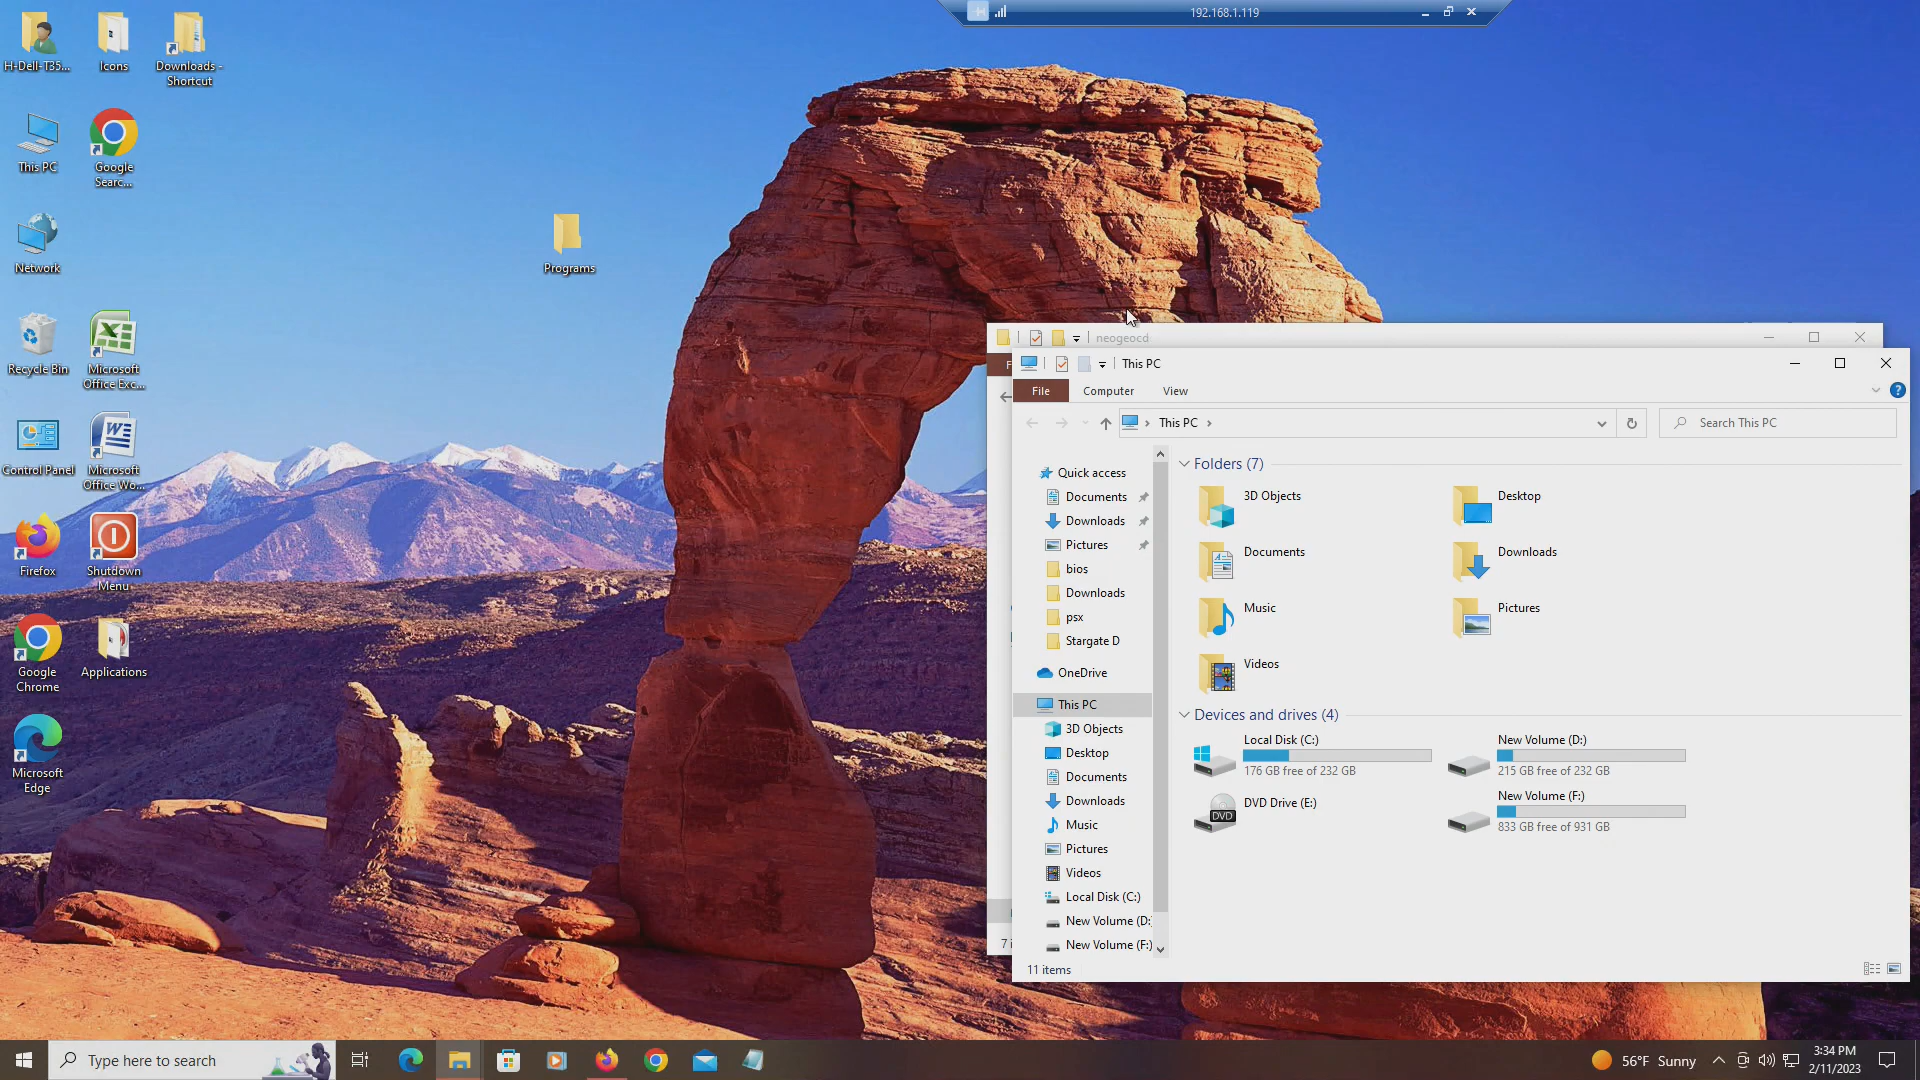 192.168.1.119
H-Dell-T35...
Icons
Downloads -
Shortcut
This PC
Google
Searc...
Network
Programs
Recycle Bin
Microsoft
Office Exc...
Control Panel
Microsoft
Office Wo...
Firefox
Shutdown
Menu
Google
Chrome
Applications
Microsoft
Edge
neogeocd
This PC
File
Computer
View
This PC
Search This PC
Quick access
Documents
Downloads
Pictures
bios
Downloads
psx
Stargate D
OneDrive
This PC
3D Objects
Desktop
Documents
Downloads
Music
Pictures
Videos
Local Disk (C:)
New Volume (D:
New Volume (F:)
Folders (7)
3D Objects
Desktop
Documents
Downloads
Music
Pictures
Videos
Devices and drives (4)
Local Disk (C:)
176 GB free of 232 GB
New Volume (D:)
215 GB free of 232 GB
DVD Drive (E:)
DVD
New Volume (F:)
833 GB free of 931 GB
7 i
11 items
Type here to search
56°F Sunny
3:34 PM
2/11/2023